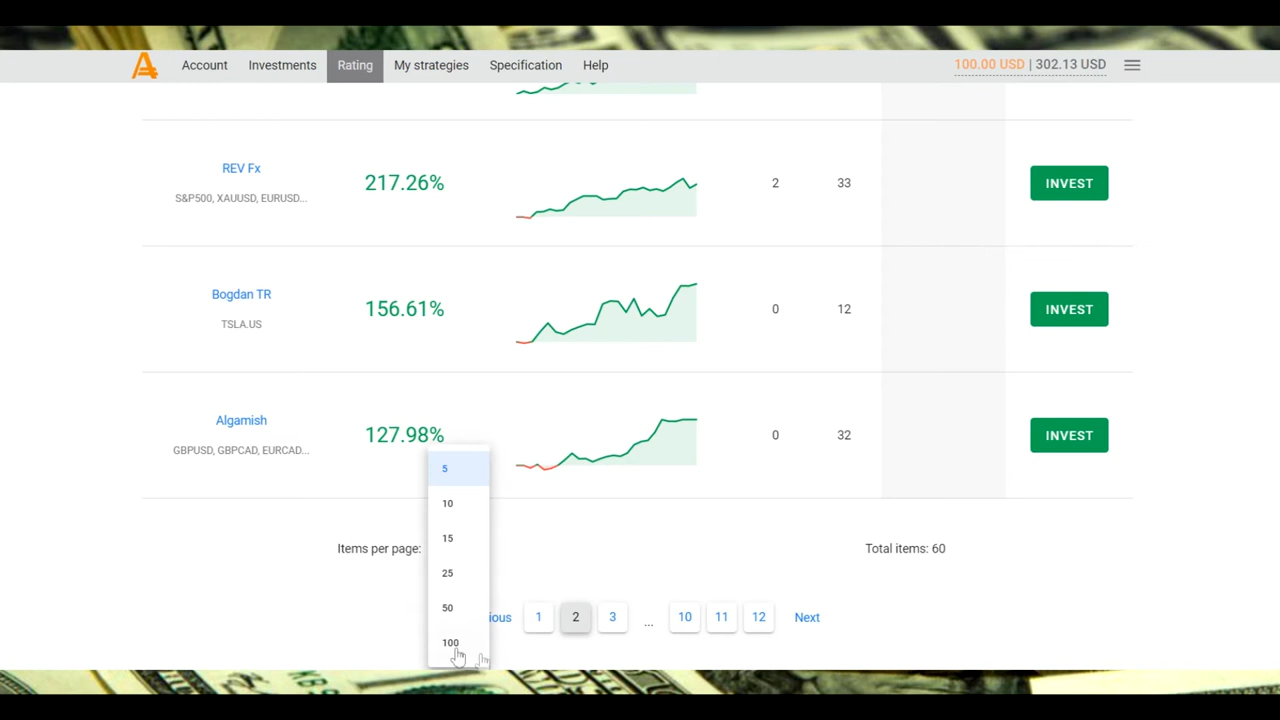 Account Investments Rating My strategies Specification Help 100.00 USD | 302.13 USD
REV Fx
S&P500, XAUUSD, EURUSD...
217.26% 2 33 INVEST
Bogdan TR
TSLA.US
156.61% 0 12 INVEST
Algamish
GBPUSD, GBPCAD, EURCAD...
127.98% 0 32 INVEST
5
10
15
Items per page: Total items: 60
25
50
ious 1 2 3 ... 10 11 12 Next
100